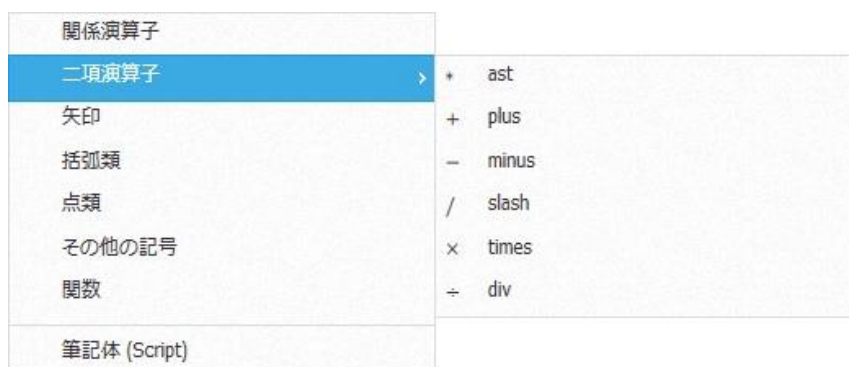 関係演算子
二項演算子 ›
矢印
括弧類
点類
その他の記号
関数
筆記体 (Script)
* ast
+ plus
− minus
/ slash
× times
÷ div